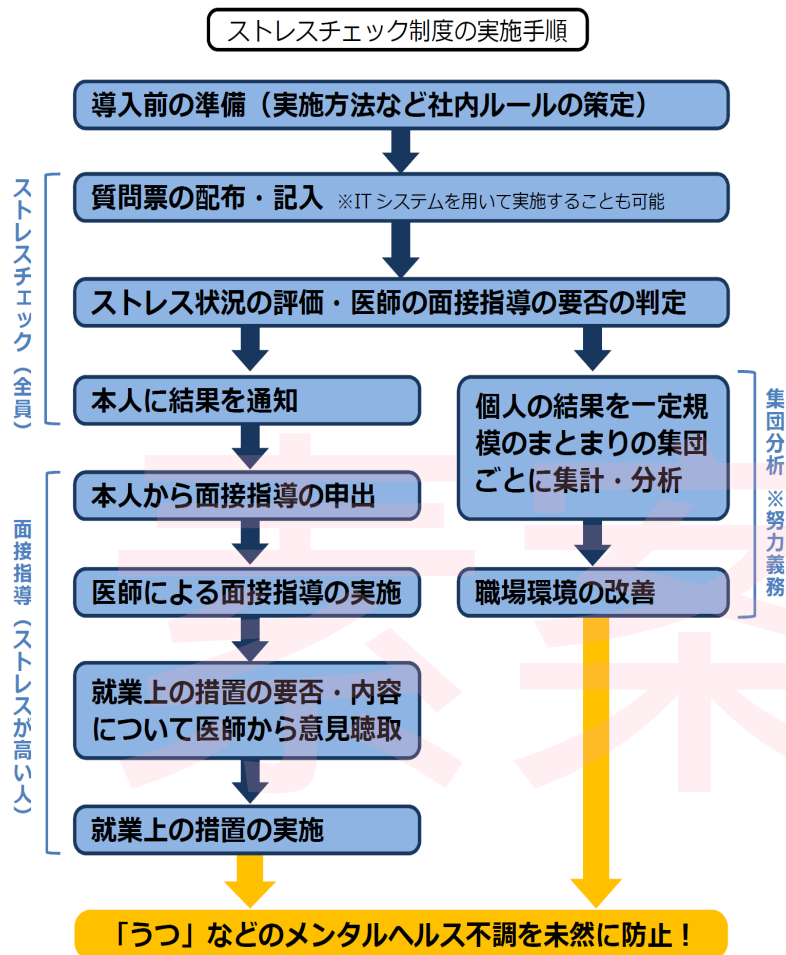 ストレスチェック制度の実施手順
導入前の準備（実施方法など社内ルールの策定）
ストレスチェック（全員）
質問票の配布・記入 ※ITシステムを用いて実施することも可能
ストレス状況の評価・医師の面接指導の要否の判定
本人に結果を通知
面接指導（ストレスが高い人）
本人から面接指導の申出
医師による面接指導の実施
就業上の措置の要否・内容
について医師から意見聴取
就業上の措置の実施
個人の結果を一定規
模のまとまりの集団
ごとに集計・分析
集団分析 ※努力義務
職場環境の改善
「うつ」などのメンタルヘルス不調を未然に防止！
素案